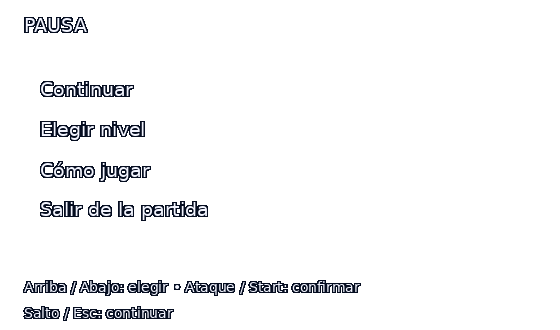 PAUSA
Continuar
Elegir nivel
Cómo jugar
Salir de la partida
Arriba / Abajo: elegir • Ataque / Start: confirmar
Salto / Esc: continuar